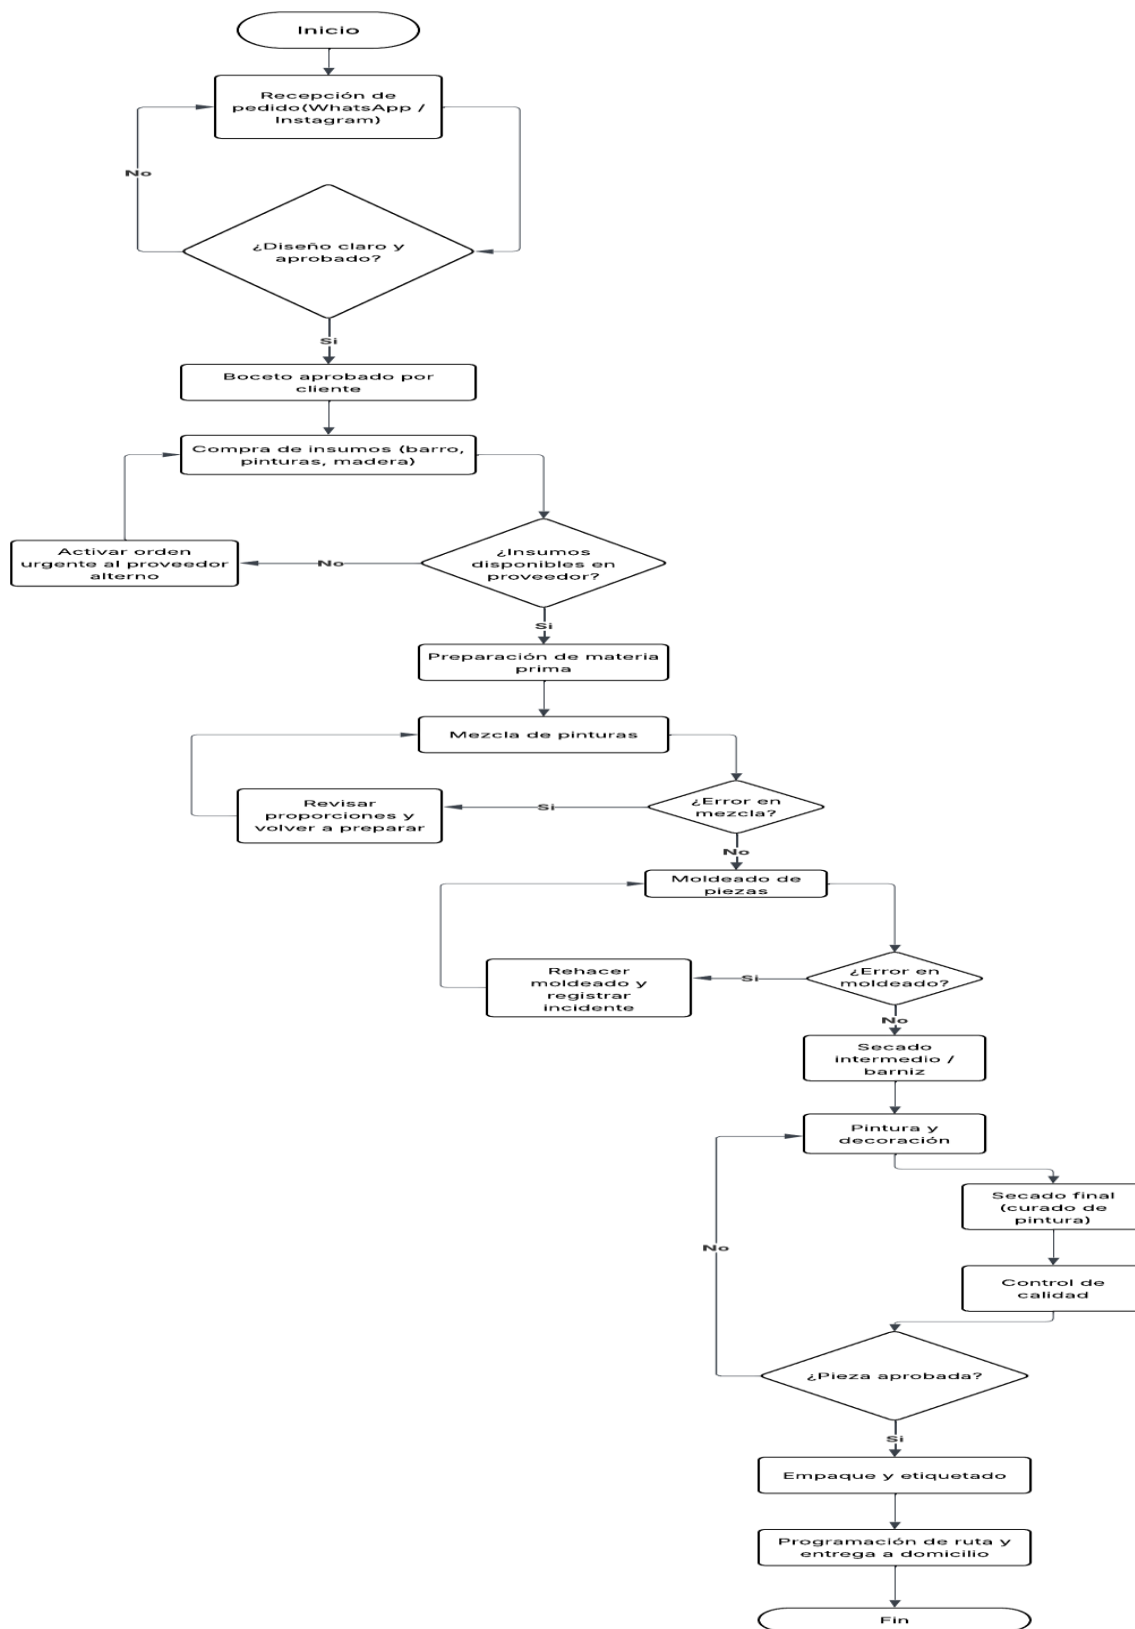 Inicio
Recepción de
pedido(WhatsApp /
Instagram)
No
¿Diseño claro y
aprobado?
Si
Boceto aprobado por
cliente
Compra de insumos (barro,
pinturas, madera)
Activar orden
urgente al proveedor
alterno
No
¿Insumos
disponibles en
proveedor?
Si
Preparación de materia
prima
Mezcla de pinturas
Revisar
proporciones y
volver a preparar
Si
¿Error en
mezcla?
No
Moldeado de
piezas
Rehacer
moldeado y
registrar
incidente
Si
¿Error en
moldeado?
No
Secado
intermedio /
barniz
Pintura y
decoración
Secado final
(curado de
pintura)
No
Control de
calidad
¿Pieza aprobada?
Si
Empaque y etiquetado
Programación de ruta y
entrega a domicilio
Fin